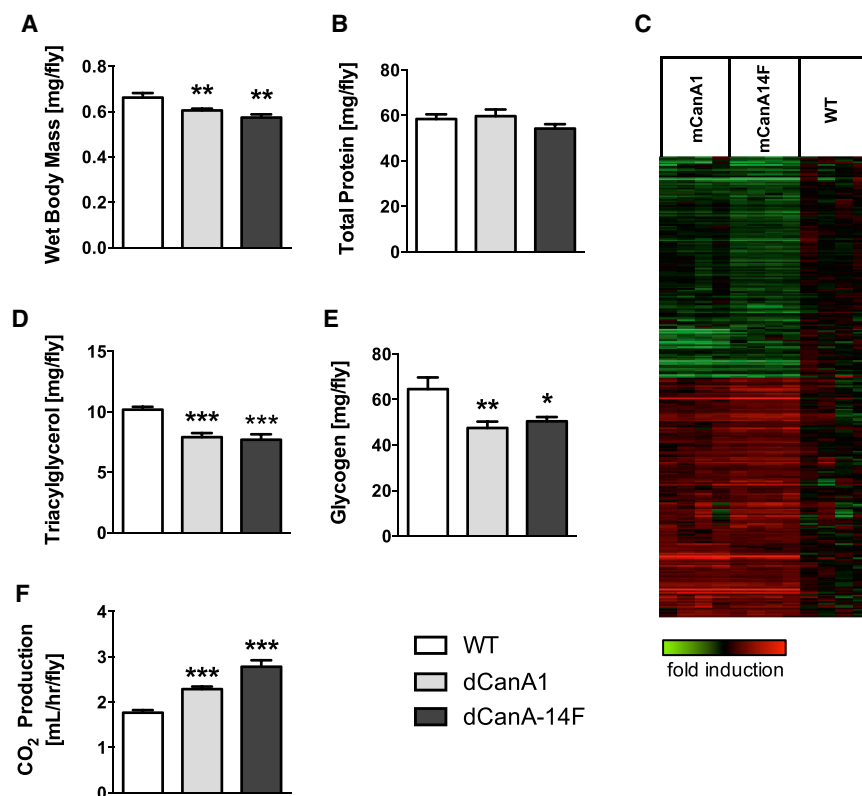 A
Wet Body Mass [mg/fly]
0.8
0.6
0.4
0.2
0.0
**
**
B
Total Protein [mg/fly]
80
60
40
20
0
C
mCanA1
mCanA14F
WT
fold induction
D
Triacylglycerol [mg/fly]
15
10
5
0
***
***
E
Glycogen [mg/fly]
80
60
40
20
0
**
*
F
CO2 Production
[mL/hr/fly]
4
3
2
1
0
***
***
WT
dCanA1
dCanA-14F